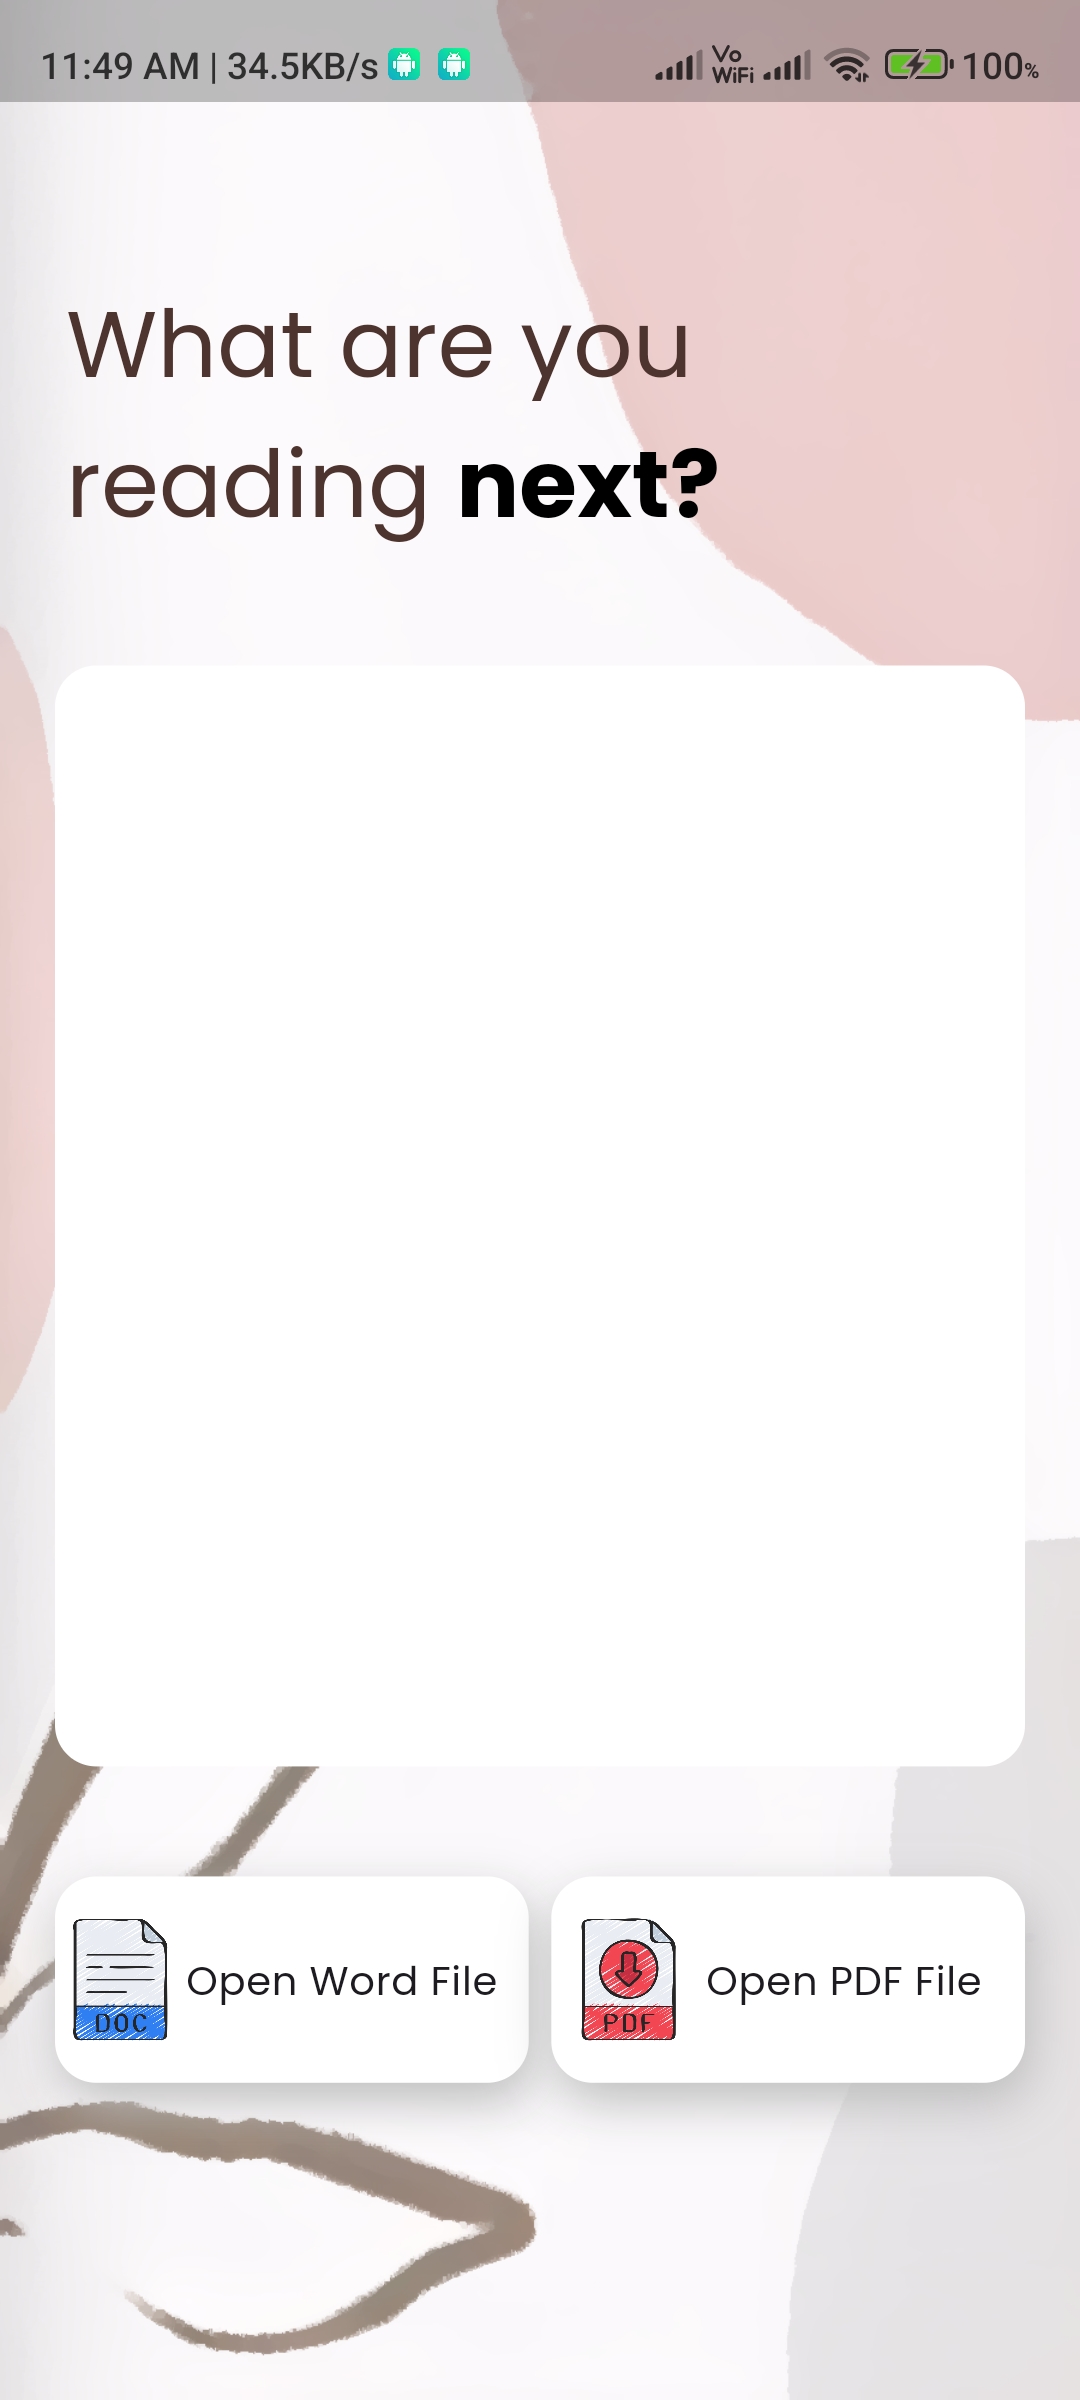 11:49 AM | 34.5KB/s Vo WiFi 100%
What are you
reading next?
DOC Open Word File
PDF Open PDF File